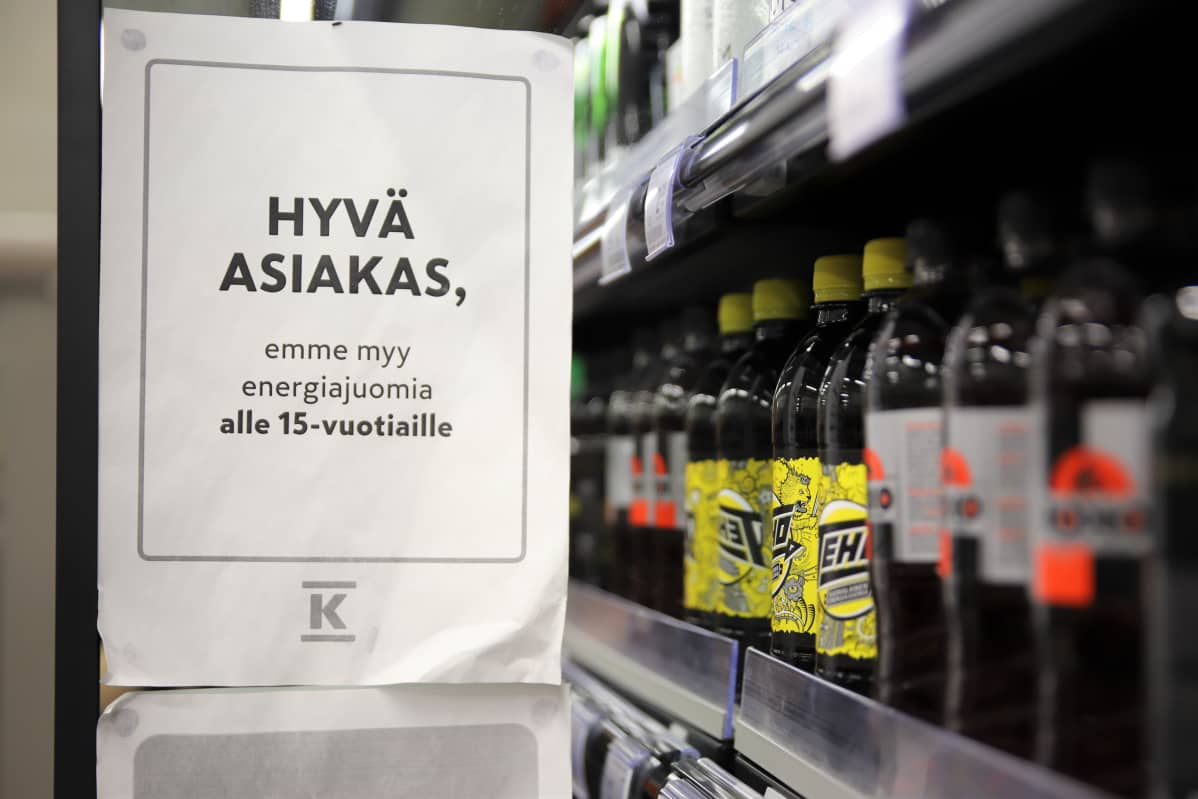 HYVÄ
ASIAKAS,
emme myy
energiajuomia
alle 15-vuotiaille
K